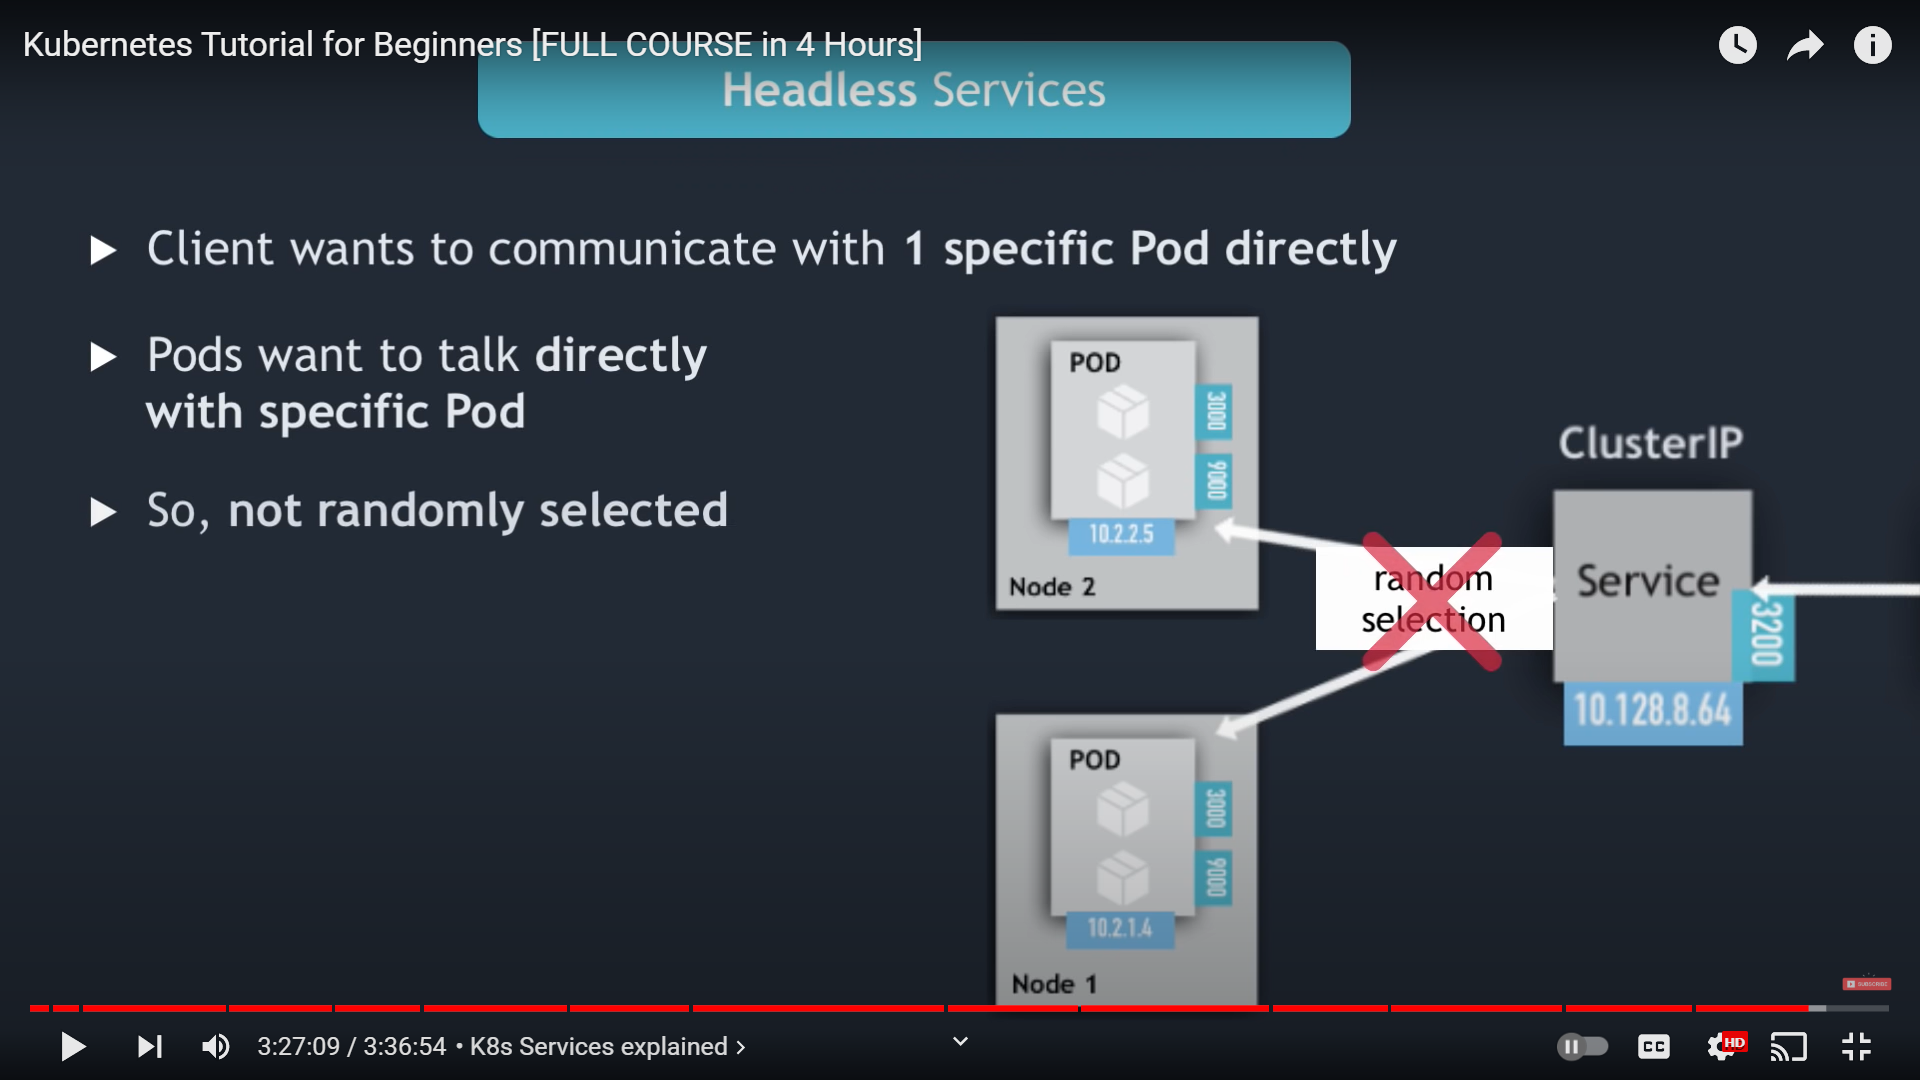 Kubernetes Tutorial for Beginners [FULL COURSE in 4 Hours]
Headless Services
Client wants to communicate with 1 specific Pod directly
Pods want to talk directly
with specific Pod
So, not randomly selected
POD
3000
9000
10.2.2.5
Node 2
random
selection
ClusterIP
Service
3200
10.128.8.64
POD
3000
9000
10.2.1.4
Node 1
SUBSCRIBE
3:27:09 / 3:36:54 • K8s Services explained
CC
HD